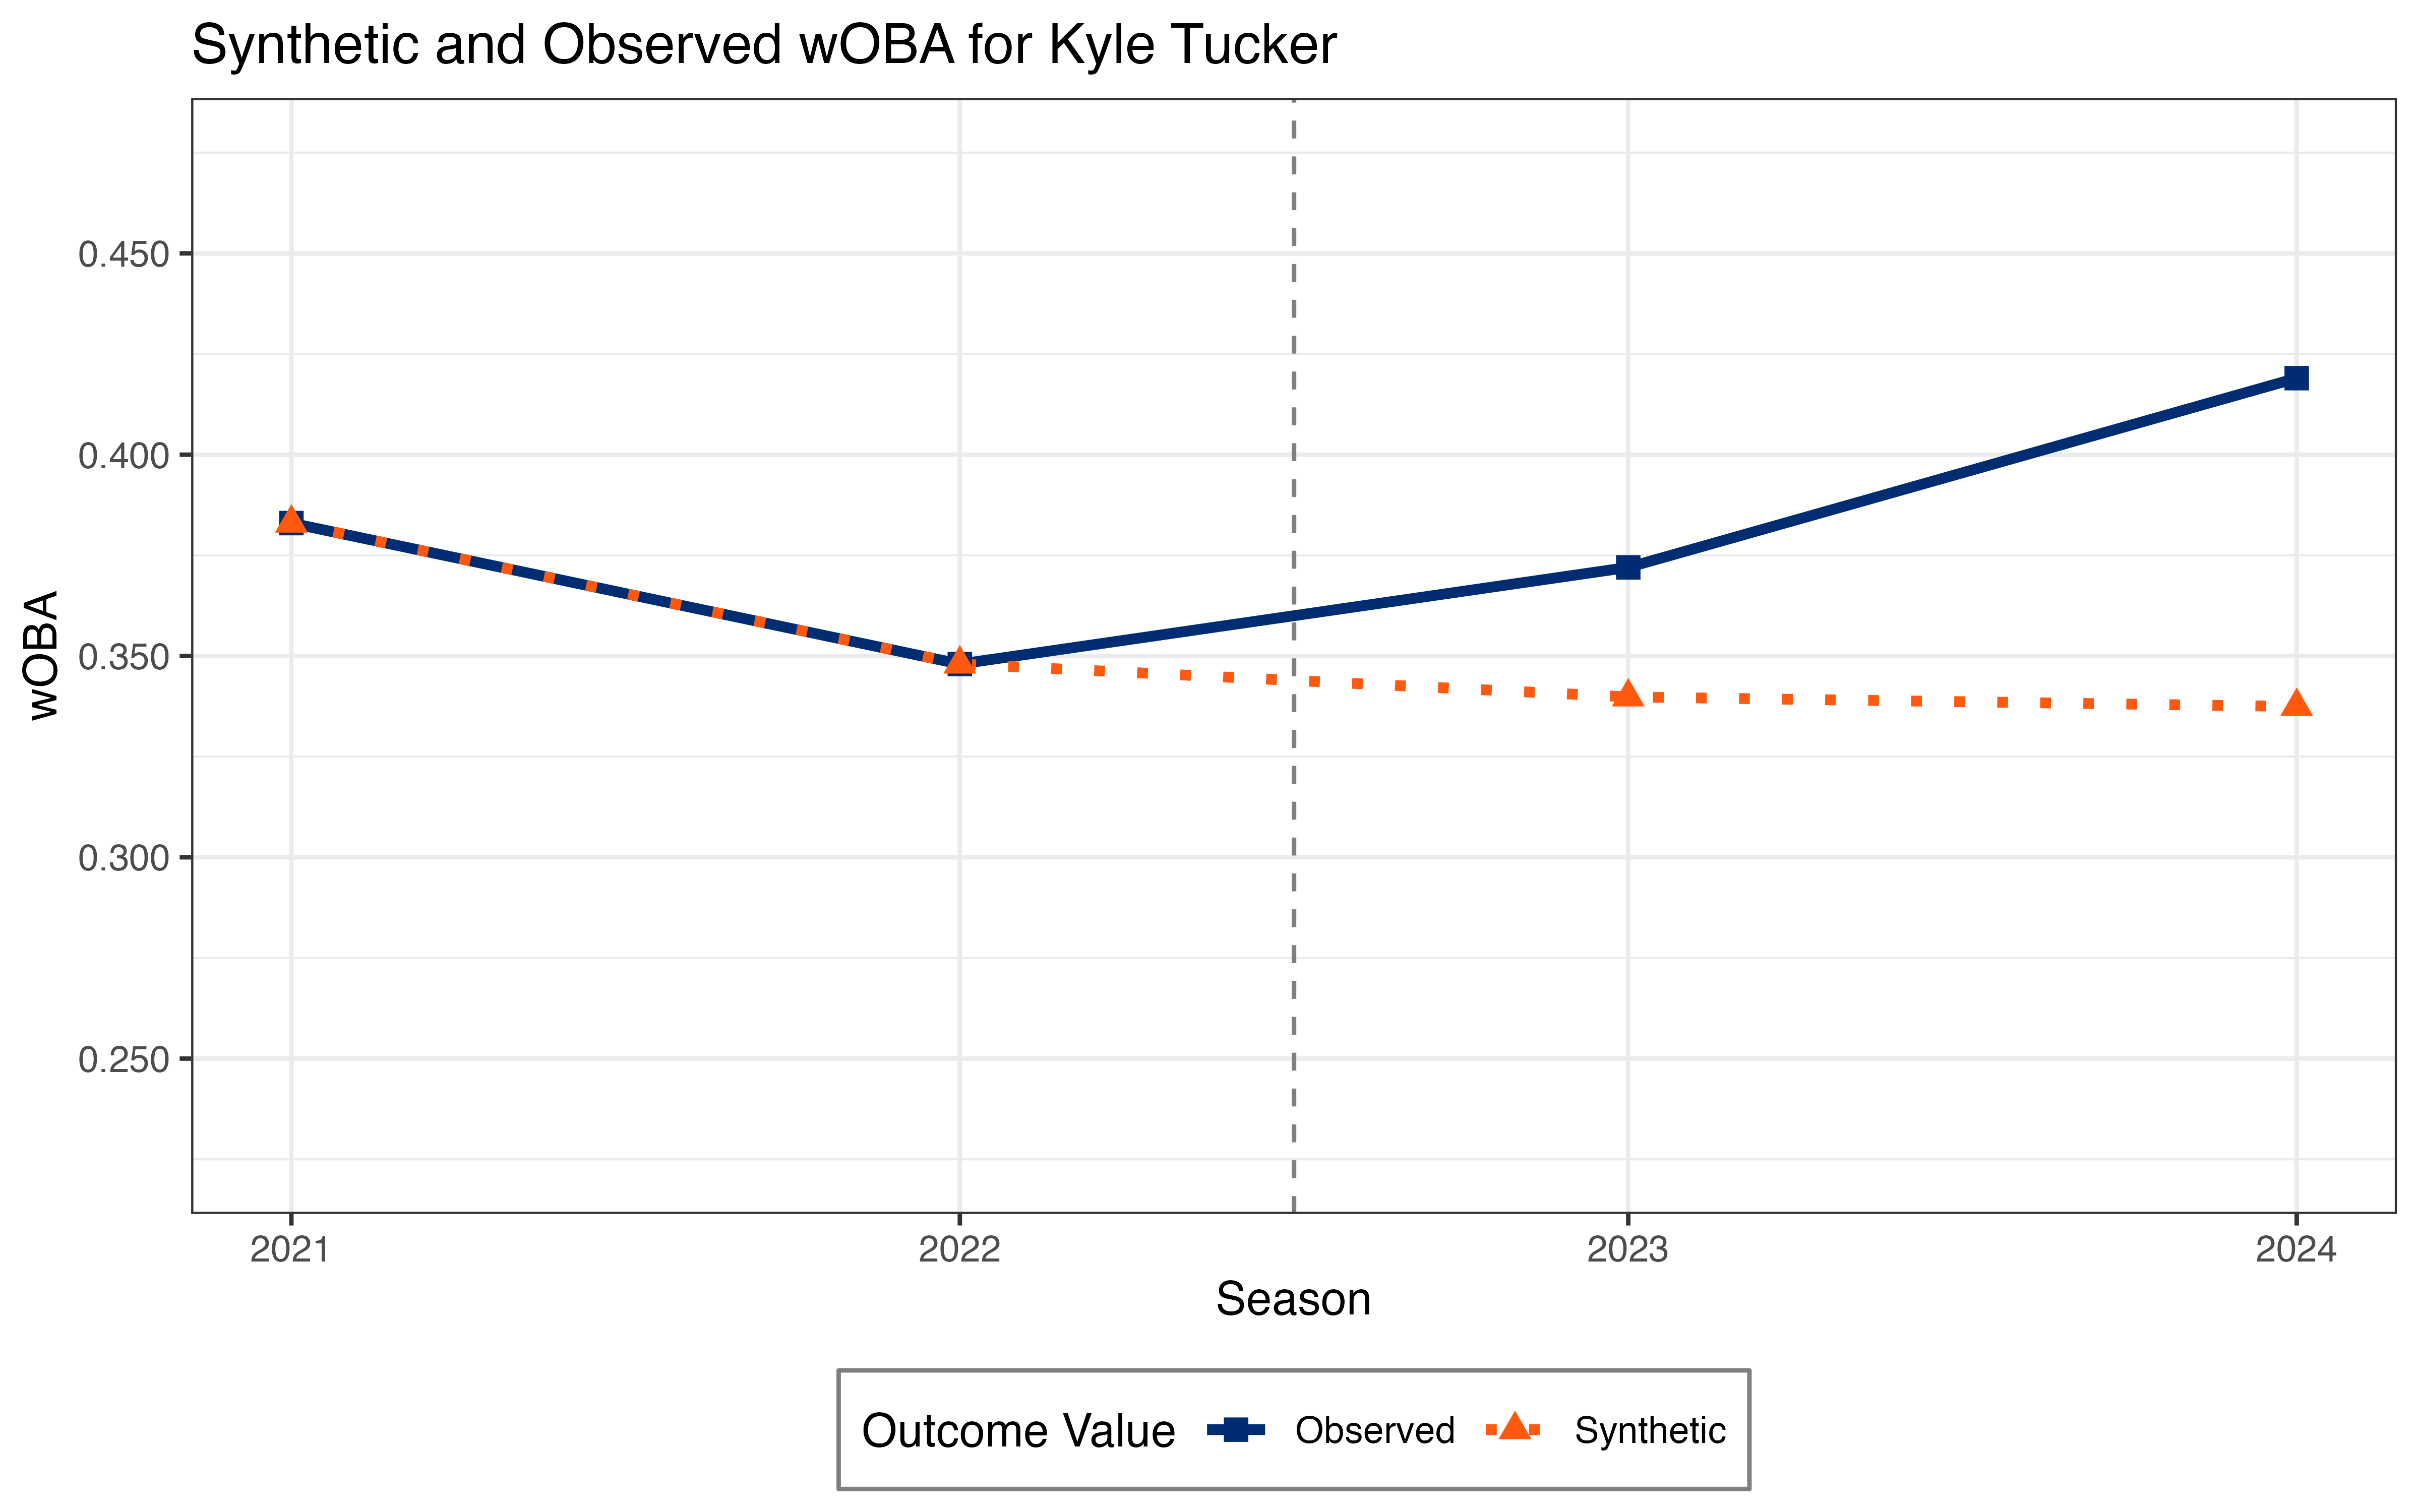 Synthetic and Observed wOBA for Kyle Tucker
wOBA
0.450
0.400
0.350
0.300
0.250
2021 2022 2023 2024
Season
Outcome Value Observed Synthetic